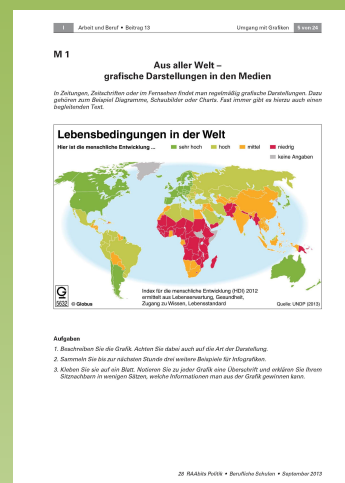 I Arbeit und Beruf • Beitrag 13 Umgang mit Grafiken 5 von 24
M 1
Aus aller Welt –
grafische Darstellungen in den Medien
In Zeitungen, Zeitschriften oder im Fernsehen findet man regelmäßig grafische Darstellungen. Dazu
gehören zum Beispiel Diagramme, Schaubilder oder Charts. Fast immer gibt es hierzu auch einen
begleitenden Text.
Lebensbedingungen in der Welt
Hier ist die menschliche Entwicklung ... sehr hoch hoch mittel niedrig
keine Angaben
Index für die menschliche Entwicklung (HDI) 2012
ermittelt aus Lebenserwartung, Gesundheit,
Zugang zu Wissen, Lebensstandard
G
5632 © Globus Quelle: UNDP (2013)
Aufgaben
1. Beschreiben Sie die Grafik. Achten Sie dabei auch auf die Art der Darstellung.
2. Sammeln Sie bis zur nächsten Stunde drei weitere Beispiele für Infografiken.
3. Kleben Sie sie auf ein Blatt. Notieren Sie zu jeder Grafik eine Überschrift und erklären Sie Ihrem
Sitznachbarn in wenigen Sätzen, welche Informationen man aus der Grafik gewinnen kann.
28 RAAbits Politik • Berufliche Schulen • September 2013